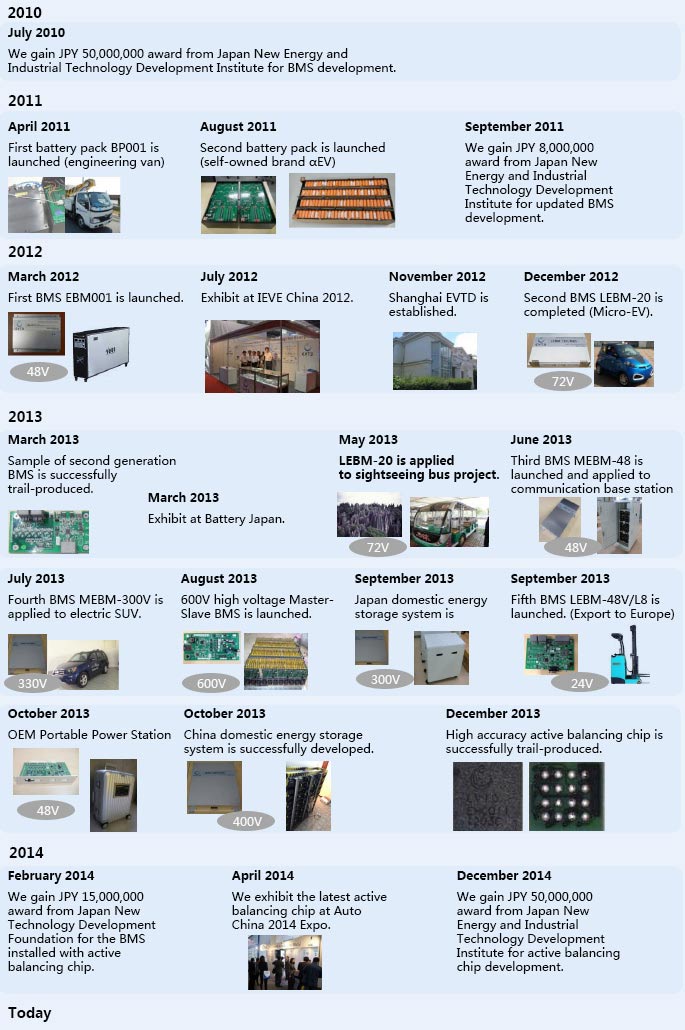 2010
July 2010
We gain JPY 50,000,000 award from Japan New Energy and
Industrial Technology Development Institute for BMS development.
2011
April 2011
First battery pack BP001 is
launched (engineering van)
August 2011
Second battery pack is launched
(self-owned brand αEV)
September 2011
We gain JPY 8,000,000
award from Japan New
Energy and Industrial
Technology Development
Institute for updated BMS
development.
2012
March 2012
First BMS EBM001 is launched.
48V
July 2012
Exhibit at IEVE China 2012.
November 2012
Shanghai EVTD is
established.
December 2012
Second BMS LEBM-20 is
completed (Micro-EV).
72V
2013
March 2013
Sample of second generation
BMS is successfully
trail-produced.
March 2013
Exhibit at Battery Japan.
May 2013
LEBM-20 is applied
to sightseeing bus project.
72V
June 2013
Third BMS MEBM-48 is
launched and applied to
communication base station
48V
July 2013
Fourth BMS MEBM-300V is
applied to electric SUV.
330V
August 2013
600V high voltage Master-
Slave BMS is launched.
600V
September 2013
Japan domestic energy
storage system is
300V
September 2013
Fifth BMS LEBM-48V/L8 is
launched. (Export to Europe)
24V
October 2013
OEM Portable Power Station
48V
October 2013
China domestic energy storage
system is successfully developed.
400V
December 2013
High accuracy active balancing chip is
successfully trail-produced.
2014
February 2014
We gain JPY 15,000,000
award from Japan New
Technology Development
Foundation for the BMS
installed with active
balancing chip.
April 2014
We exhibit the latest active
balancing chip at Auto
China 2014 Expo.
December 2014
We gain JPY 50,000,000
award from Japan New
Energy and Industrial
Technology Development
Institute for active balancing
chip development.
Today